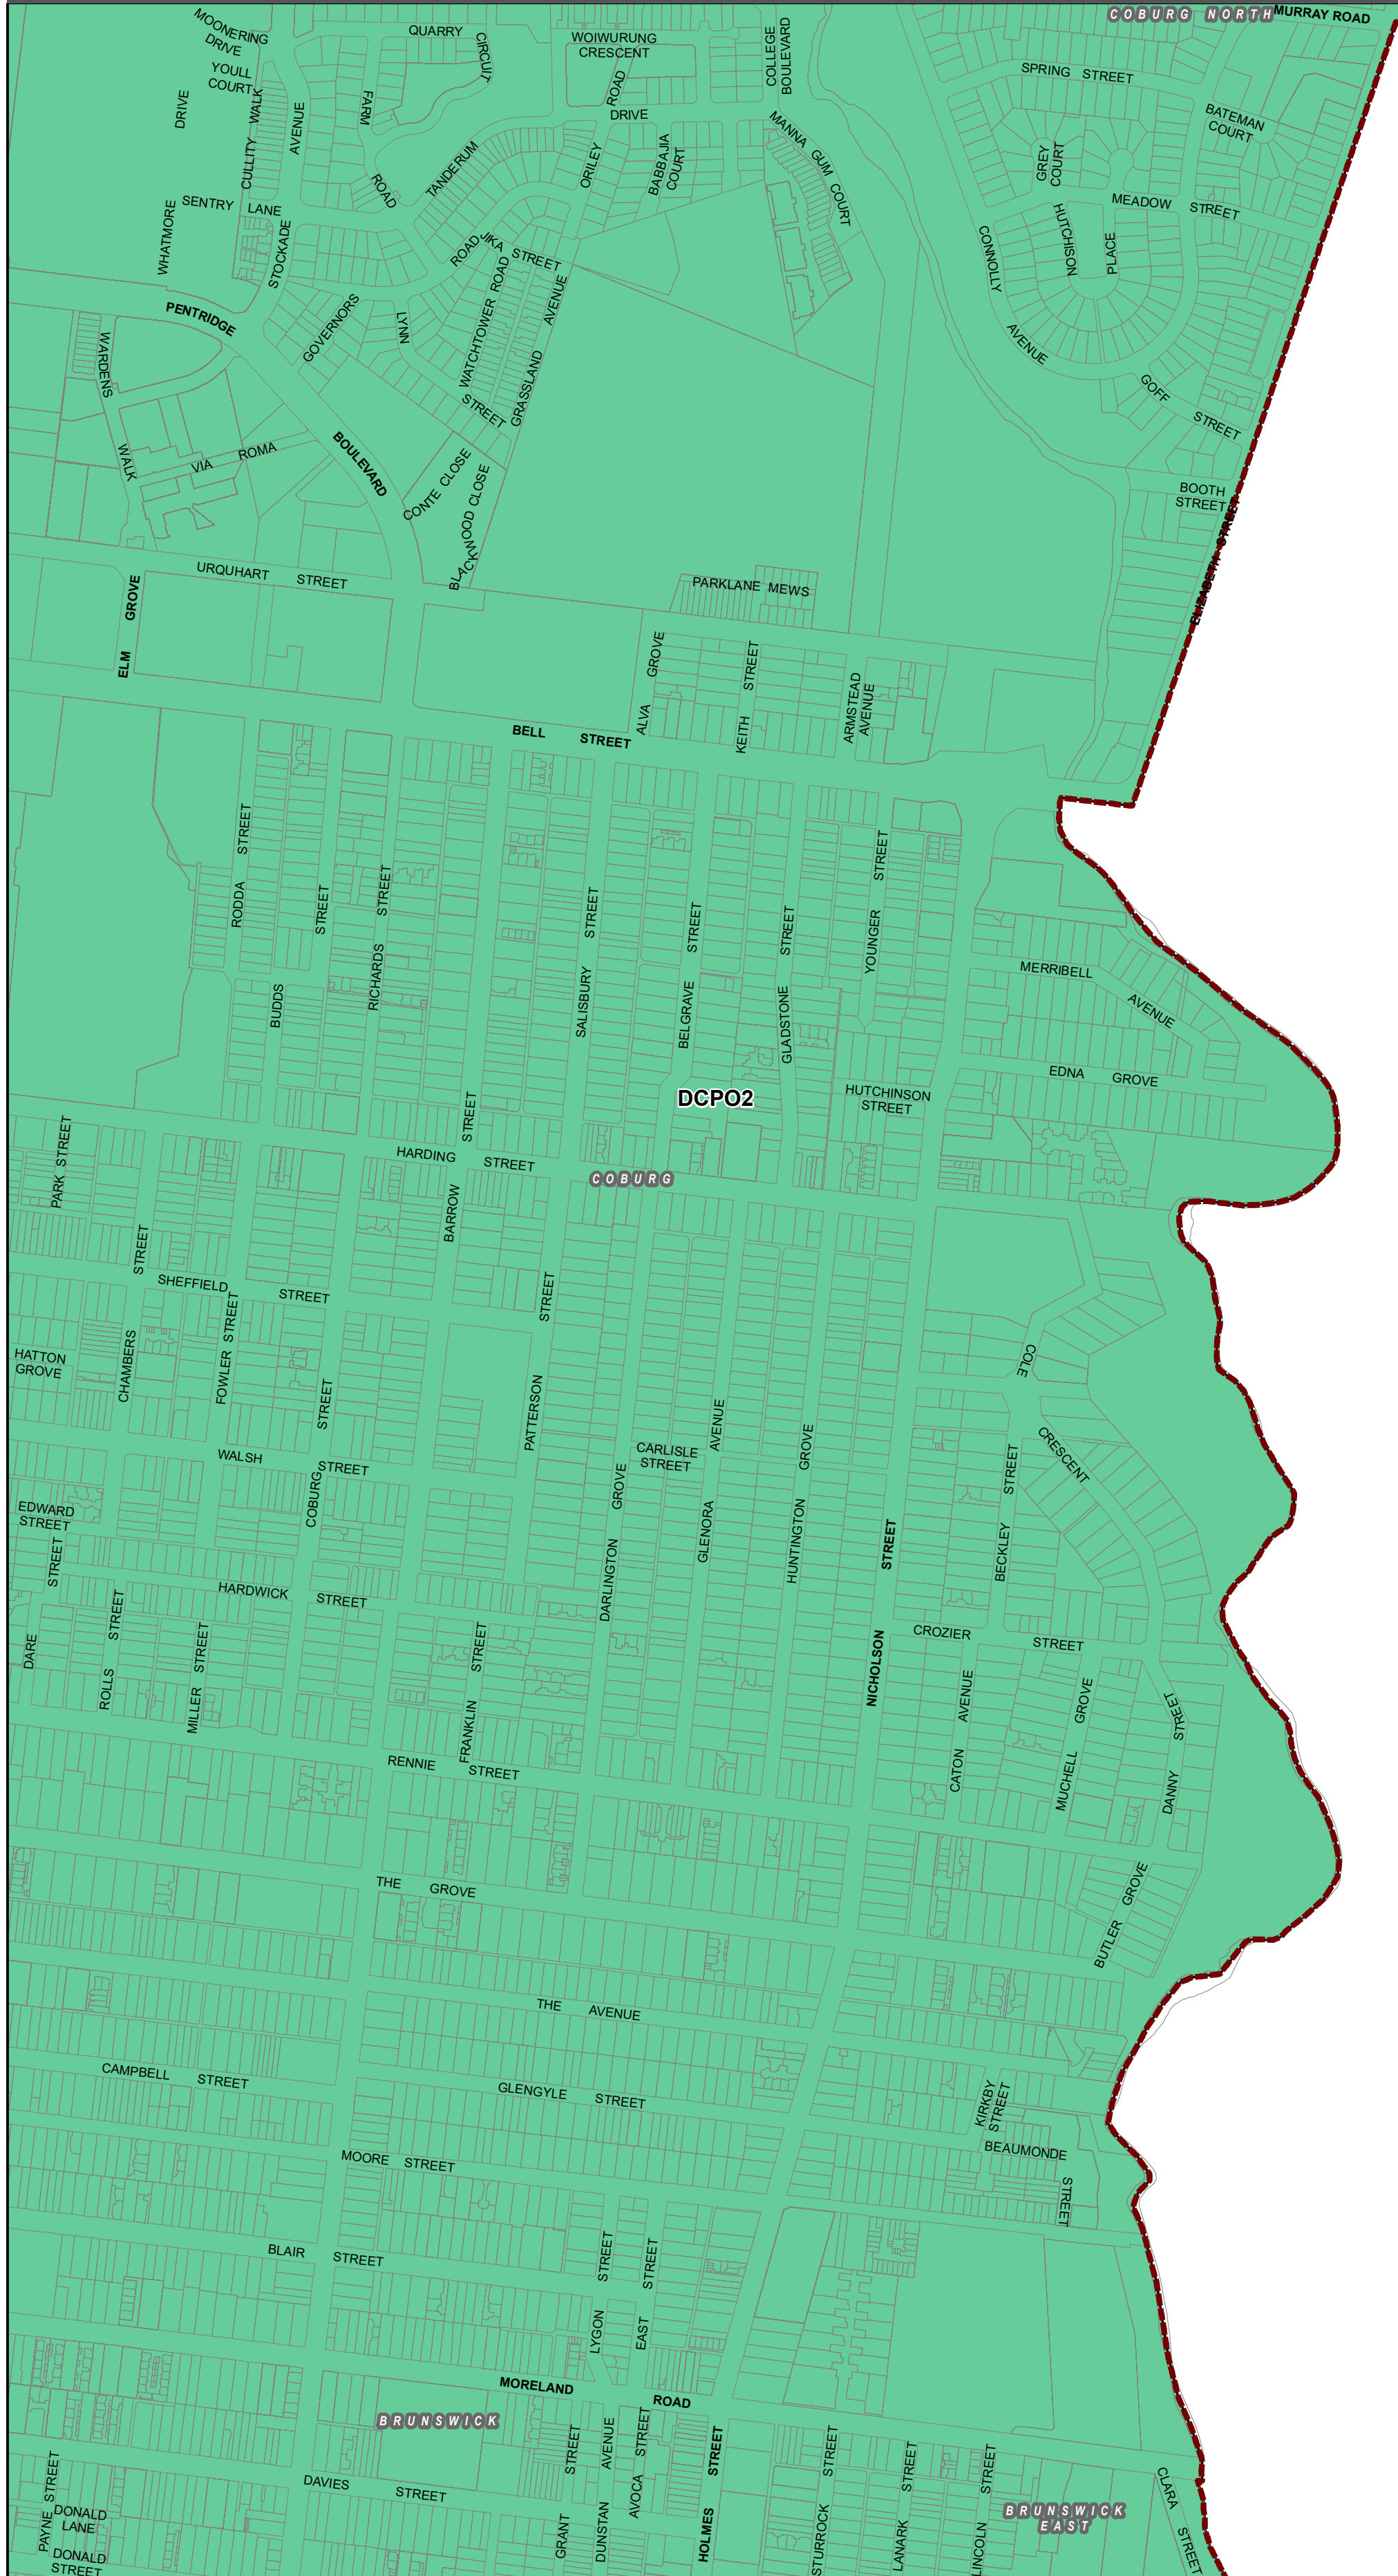 COBURG NORTH
MURRAY ROAD
MOONERING
DRIVE
QUARRY
CIRCUIT
WOIWURUNG
CRESCENT
COLLEGE
BOULEVARD
SPRING STREET
YOULL
COURT
DRIVE
CULLITY WALK
AVENUE
FARM
ROAD
ROAD
DRIVE
BATEMAN
COURT
MANNA GUM COURT
TANDERUM
ORILEY
BABBAJIA
COURT
GREY
COURT
MEADOW STREET
SENTRY LANE
WHATMORE
STOCKADE
ROAD
JIKA STREET
CONNOLLY
AVENUE
HUTCHISON
PLACE
PENTRIDGE
BOULEVARD
GOVERNORS
LYNN
STREET
WATCHTOWER ROAD
GRASSLAND AVENUE
WARDENS
WALK
GOFF STREET
VIA ROMA
CONTE CLOSE
BLACKWOOD CLOSE
BOOTH
STREET
ELIZABETH STREET
URQUHART STREET
PARKLANE MEWS
ELM GROVE
ALVA GROVE
KEITH STREET
ARMSTEAD
AVENUE
BELL STREET
RODDA STREET
BUDDS STREET
RICHARDS STREET
SALISBURY STREET
BELGRAVE STREET
GLADSTONE STREET
YOUNGER STREET
MERRIBELL AVENUE
EDNA GROVE
DCPO2
HUTCHINSON
STREET
PARK STREET
HARDING STREET
COBURG
BARROW STREET
CHAMBERS STREET
SHEFFIELD STREET
FOWLER STREET
HATTON
GROVE
COBURG STREET
PATTERSON STREET
COLE CRESCENT
WALSH STREET
CARLISLE
STREET
DARLINGTON GROVE
GLENORA AVENUE
HUNTINGTON GROVE
BECKLEY STREET
EDWARD
STREET
DARE STREET
HARDWICK STREET
ROLLS STREET
MILLER STREET
FRANKLIN STREET
NICHOLSON STREET
CROZIER STREET
CATON AVENUE
MUCHELL GROVE
DANNY STREET
RENNIE STREET
THE GROVE
BUTLER GROVE
THE AVENUE
CAMPBELL STREET
GLENGYLE STREET
KIRKBY
STREET
BEAUMONDE
STREET
MOORE STREET
BLAIR STREET
LYGON STREET
EAST STREET
MORELAND ROAD
BRUNSWICK
DAVIES STREET
PAYNE STREET
DONALD
LANE
DONALD
STREET
GRANT STREET
DUNSTAN AVENUE
AVOCA STREET
HOLMES STREET
STURROCK STREET
LANARK STREET
LINCOLN STREET
BRUNSWICK
EAST
CLARA STREET